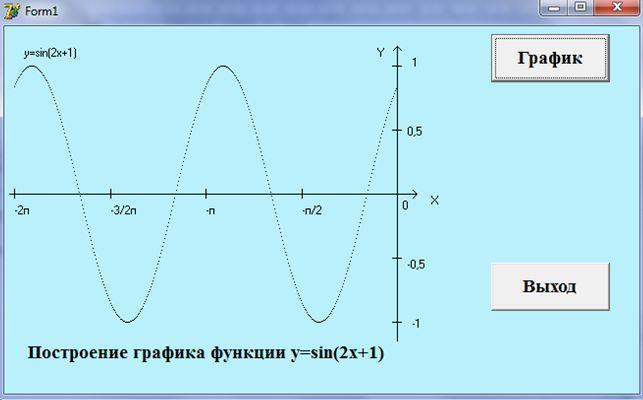 Form1
y=sin(2x+1)
Y
1
График
0,5
-2п
-3/2п
-п
-п/2
0
X
-0,5
Выход
-1
Построение графика функции y=sin(2x+1)